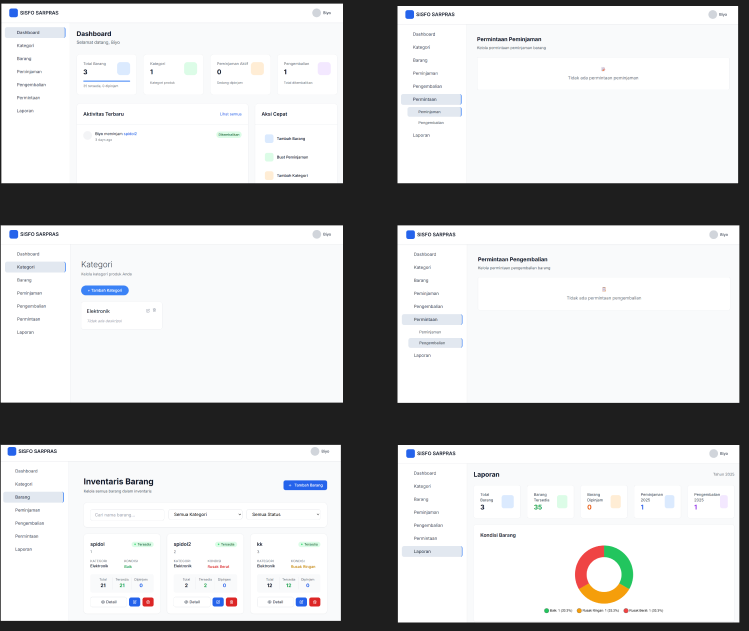 SISFO SARPRAS
Biyo
Dashboard
Kategori
Barang
Peminjaman
Pengembalian
Permintaan
Laporan
Dashboard
Selamat datang, Biyo
Total Barang
3
Kategori
1
Kategori produk
Peminjaman Aktif
0
Sedang dipinjam
Pengembalian
1
Total dikembalikan
Aktivitas Terbaru
Lihat semua
Biyo meminjam spidol2
Dikembalikan
3 days ago
Aksi Cepat
Tambah Barang
Buat Peminjaman
Tambah Kategori
SISFO SARPRAS
Biyo
Dashboard
Kategori
Barang
Peminjaman
Pengembalian
Permintaan
Peminjaman
Pengembalian
Laporan
Permintaan Peminjaman
Kelola permintaan peminjaman barang
Tidak ada permintaan peminjaman
SISFO SARPRAS
Biyo
Dashboard
Kategori
Barang
Peminjaman
Pengembalian
Permintaan
Laporan
Kategori
Kelola kategori produk Anda
+ Tambah Kategori
Elektronik
Tidak ada deskripsi
SISFO SARPRAS
Biyo
Dashboard
Kategori
Barang
Peminjaman
Pengembalian
Permintaan
Peminjaman
Pengembalian
Laporan
Permintaan Pengembalian
Kelola permintaan pengembalian barang
Tidak ada permintaan pengembalian
SISFO SARPRAS
Biyo
Dashboard
Kategori
Barang
Peminjaman
Pengembalian
Permintaan
Laporan
Inventaris Barang
Kelola semua barang dalam inventaris
+ Tambah Barang
Cari nama barang...
Semua Kategori
Semua Status
spidol
Tersedia
1
KATEGORI
KONDISI
Elektronik
Baik
Total
Tersedia
Dipinjam
21
21
0
Detail
spidol2
Tersedia
2
KATEGORI
KONDISI
Elektronik
Rusak Berat
Total
Tersedia
Dipinjam
2
2
0
Detail
kk
Tersedia
3
KATEGORI
KONDISI
Elektronik
Rusak Ringan
Total
Tersedia
Dipinjam
12
12
0
Detail
SISFO SARPRAS
Biyo
Dashboard
Kategori
Barang
Peminjaman
Pengembalian
Permintaan
Laporan
Laporan
Tahun 2025
Total Barang
3
Barang Tersedia
35
Barang Dipinjam
0
Peminjaman 2025
1
Pengembalian 2025
1
Kondisi Barang
Baik: 1 (33.3%)
Rusak Ringan: 1 (33.3%)
Rusak Berat: 1 (33.3%)